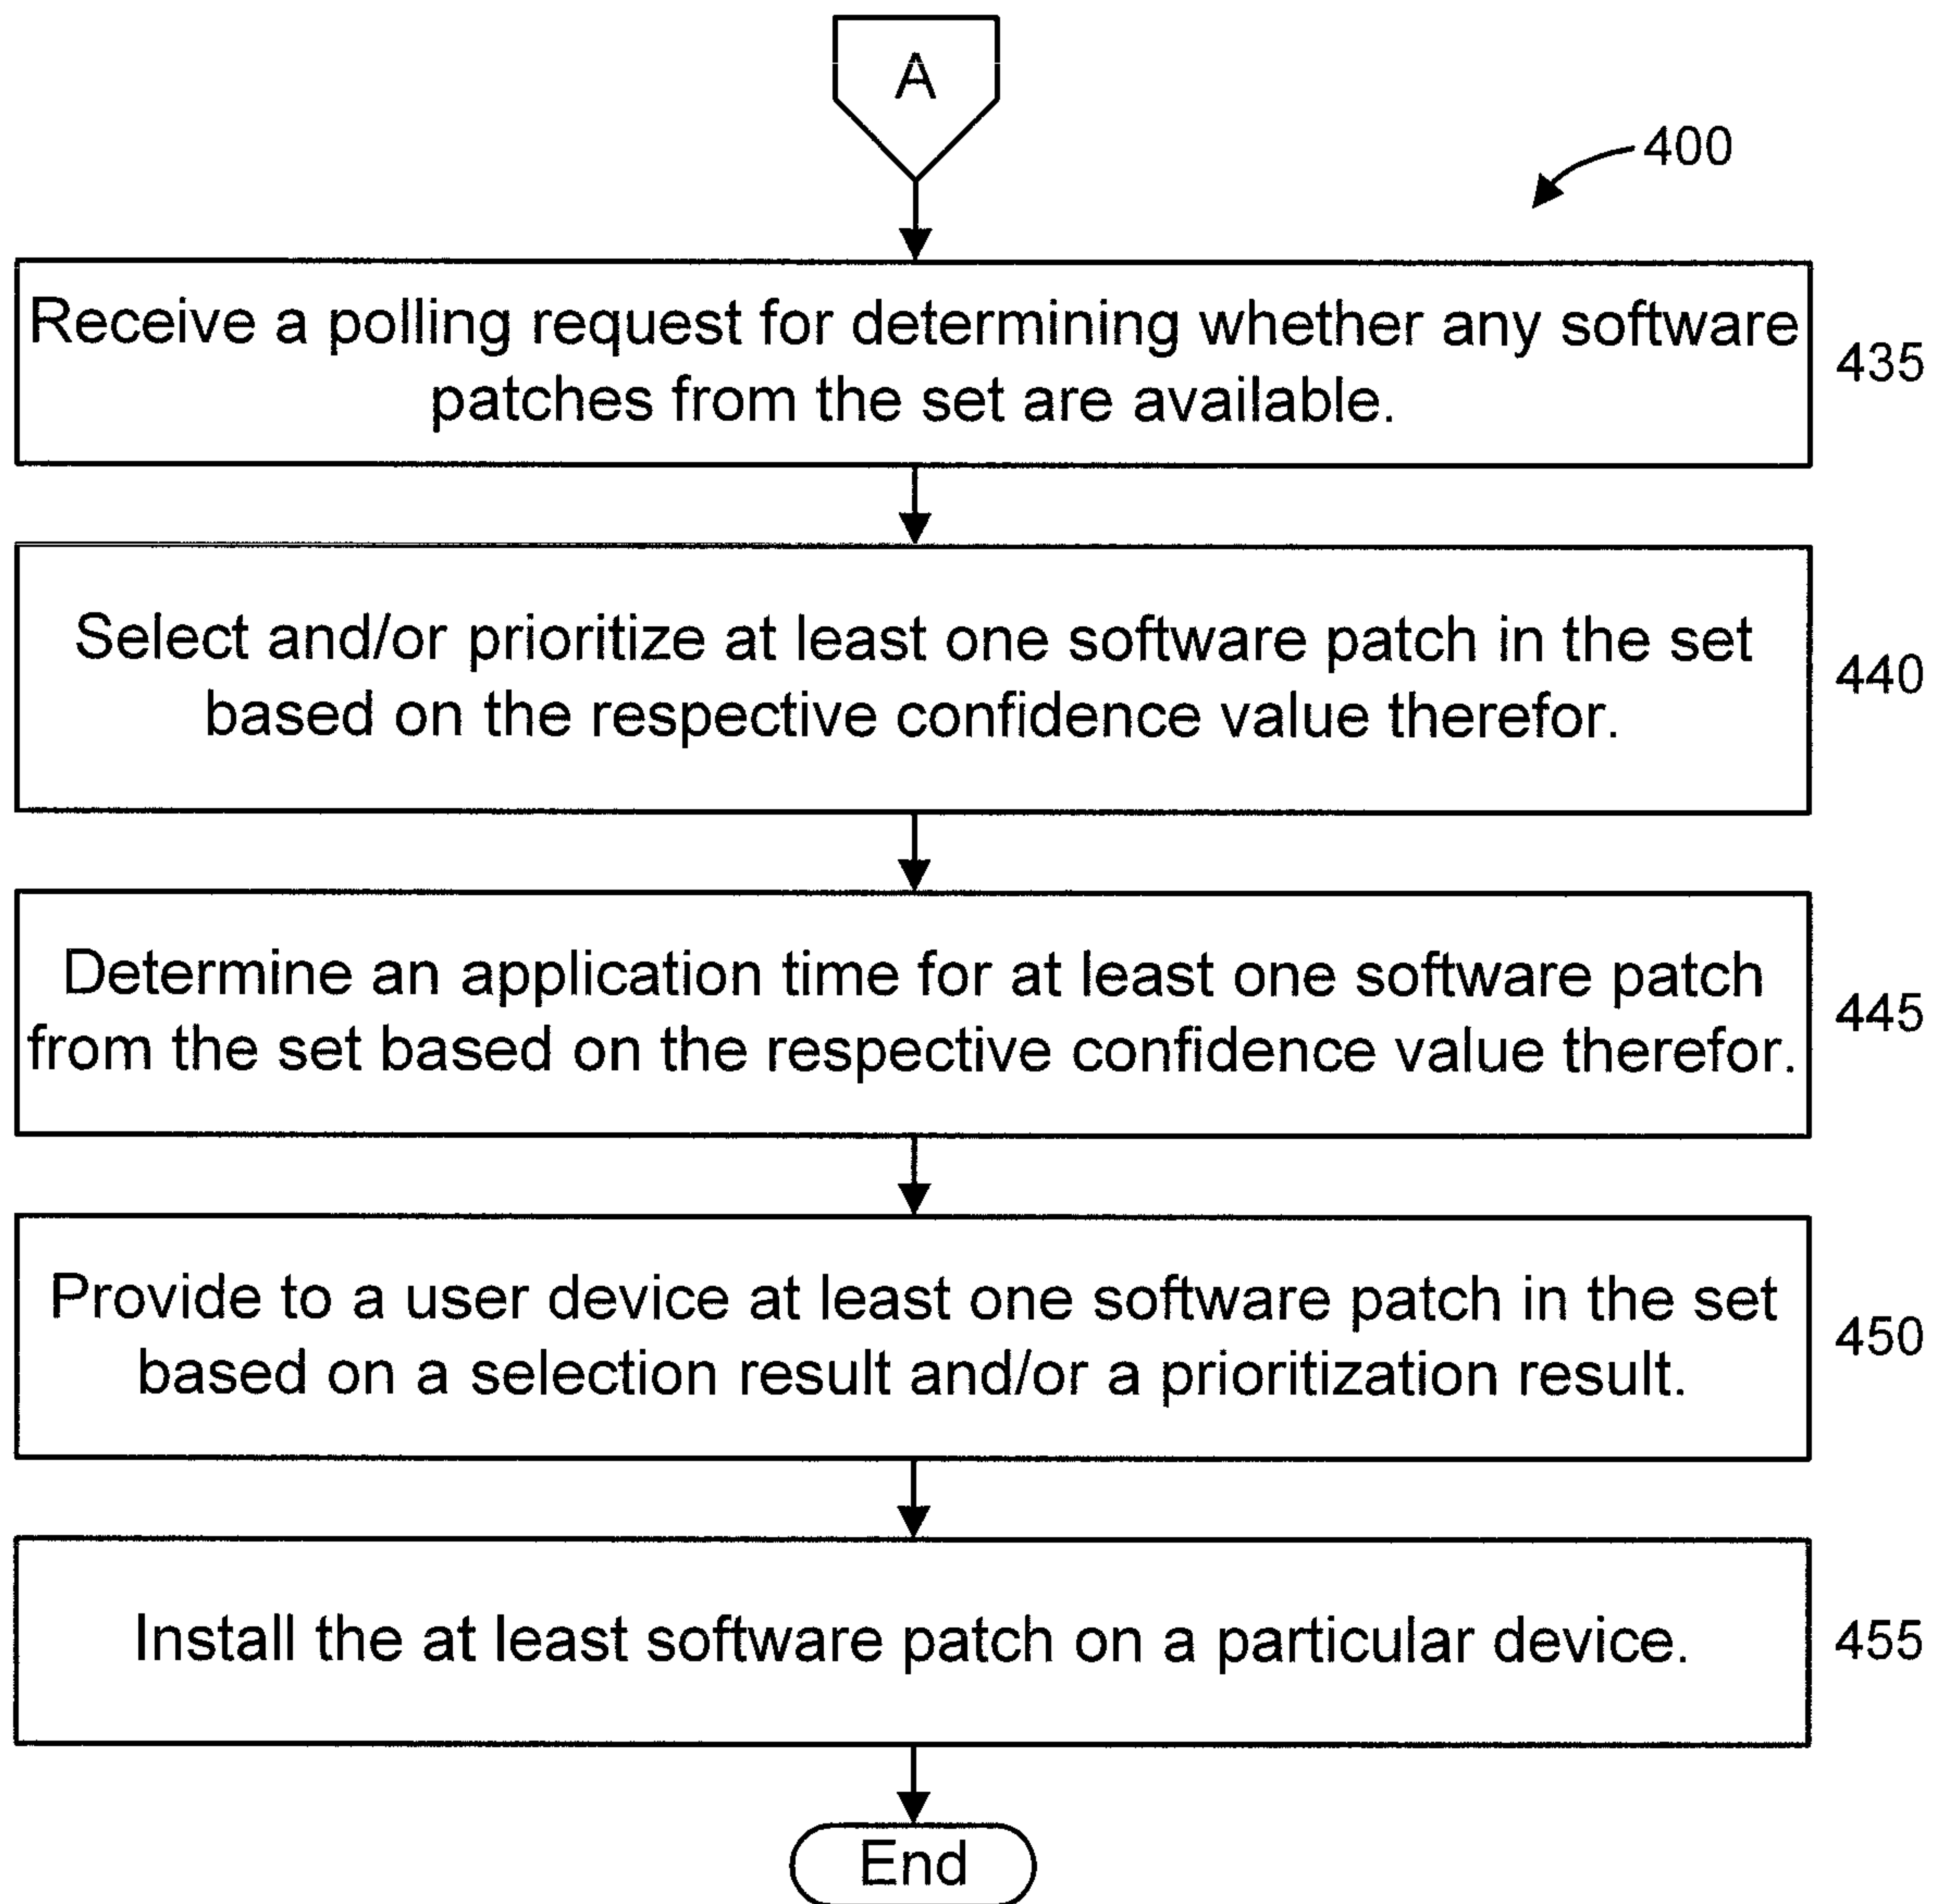 A
400
Receive a polling request for determining whether any software
patches from the set are available.
435
Select and/or prioritize at least one software patch in the set
based on the respective confidence value therefor.
440
Determine an application time for at least one software patch
from the set based on the respective confidence value therefor.
445
Provide to a user device at least one software patch in the set
based on a selection result and/or a prioritization result.
450
Install the at least software patch on a particular device.
455
End